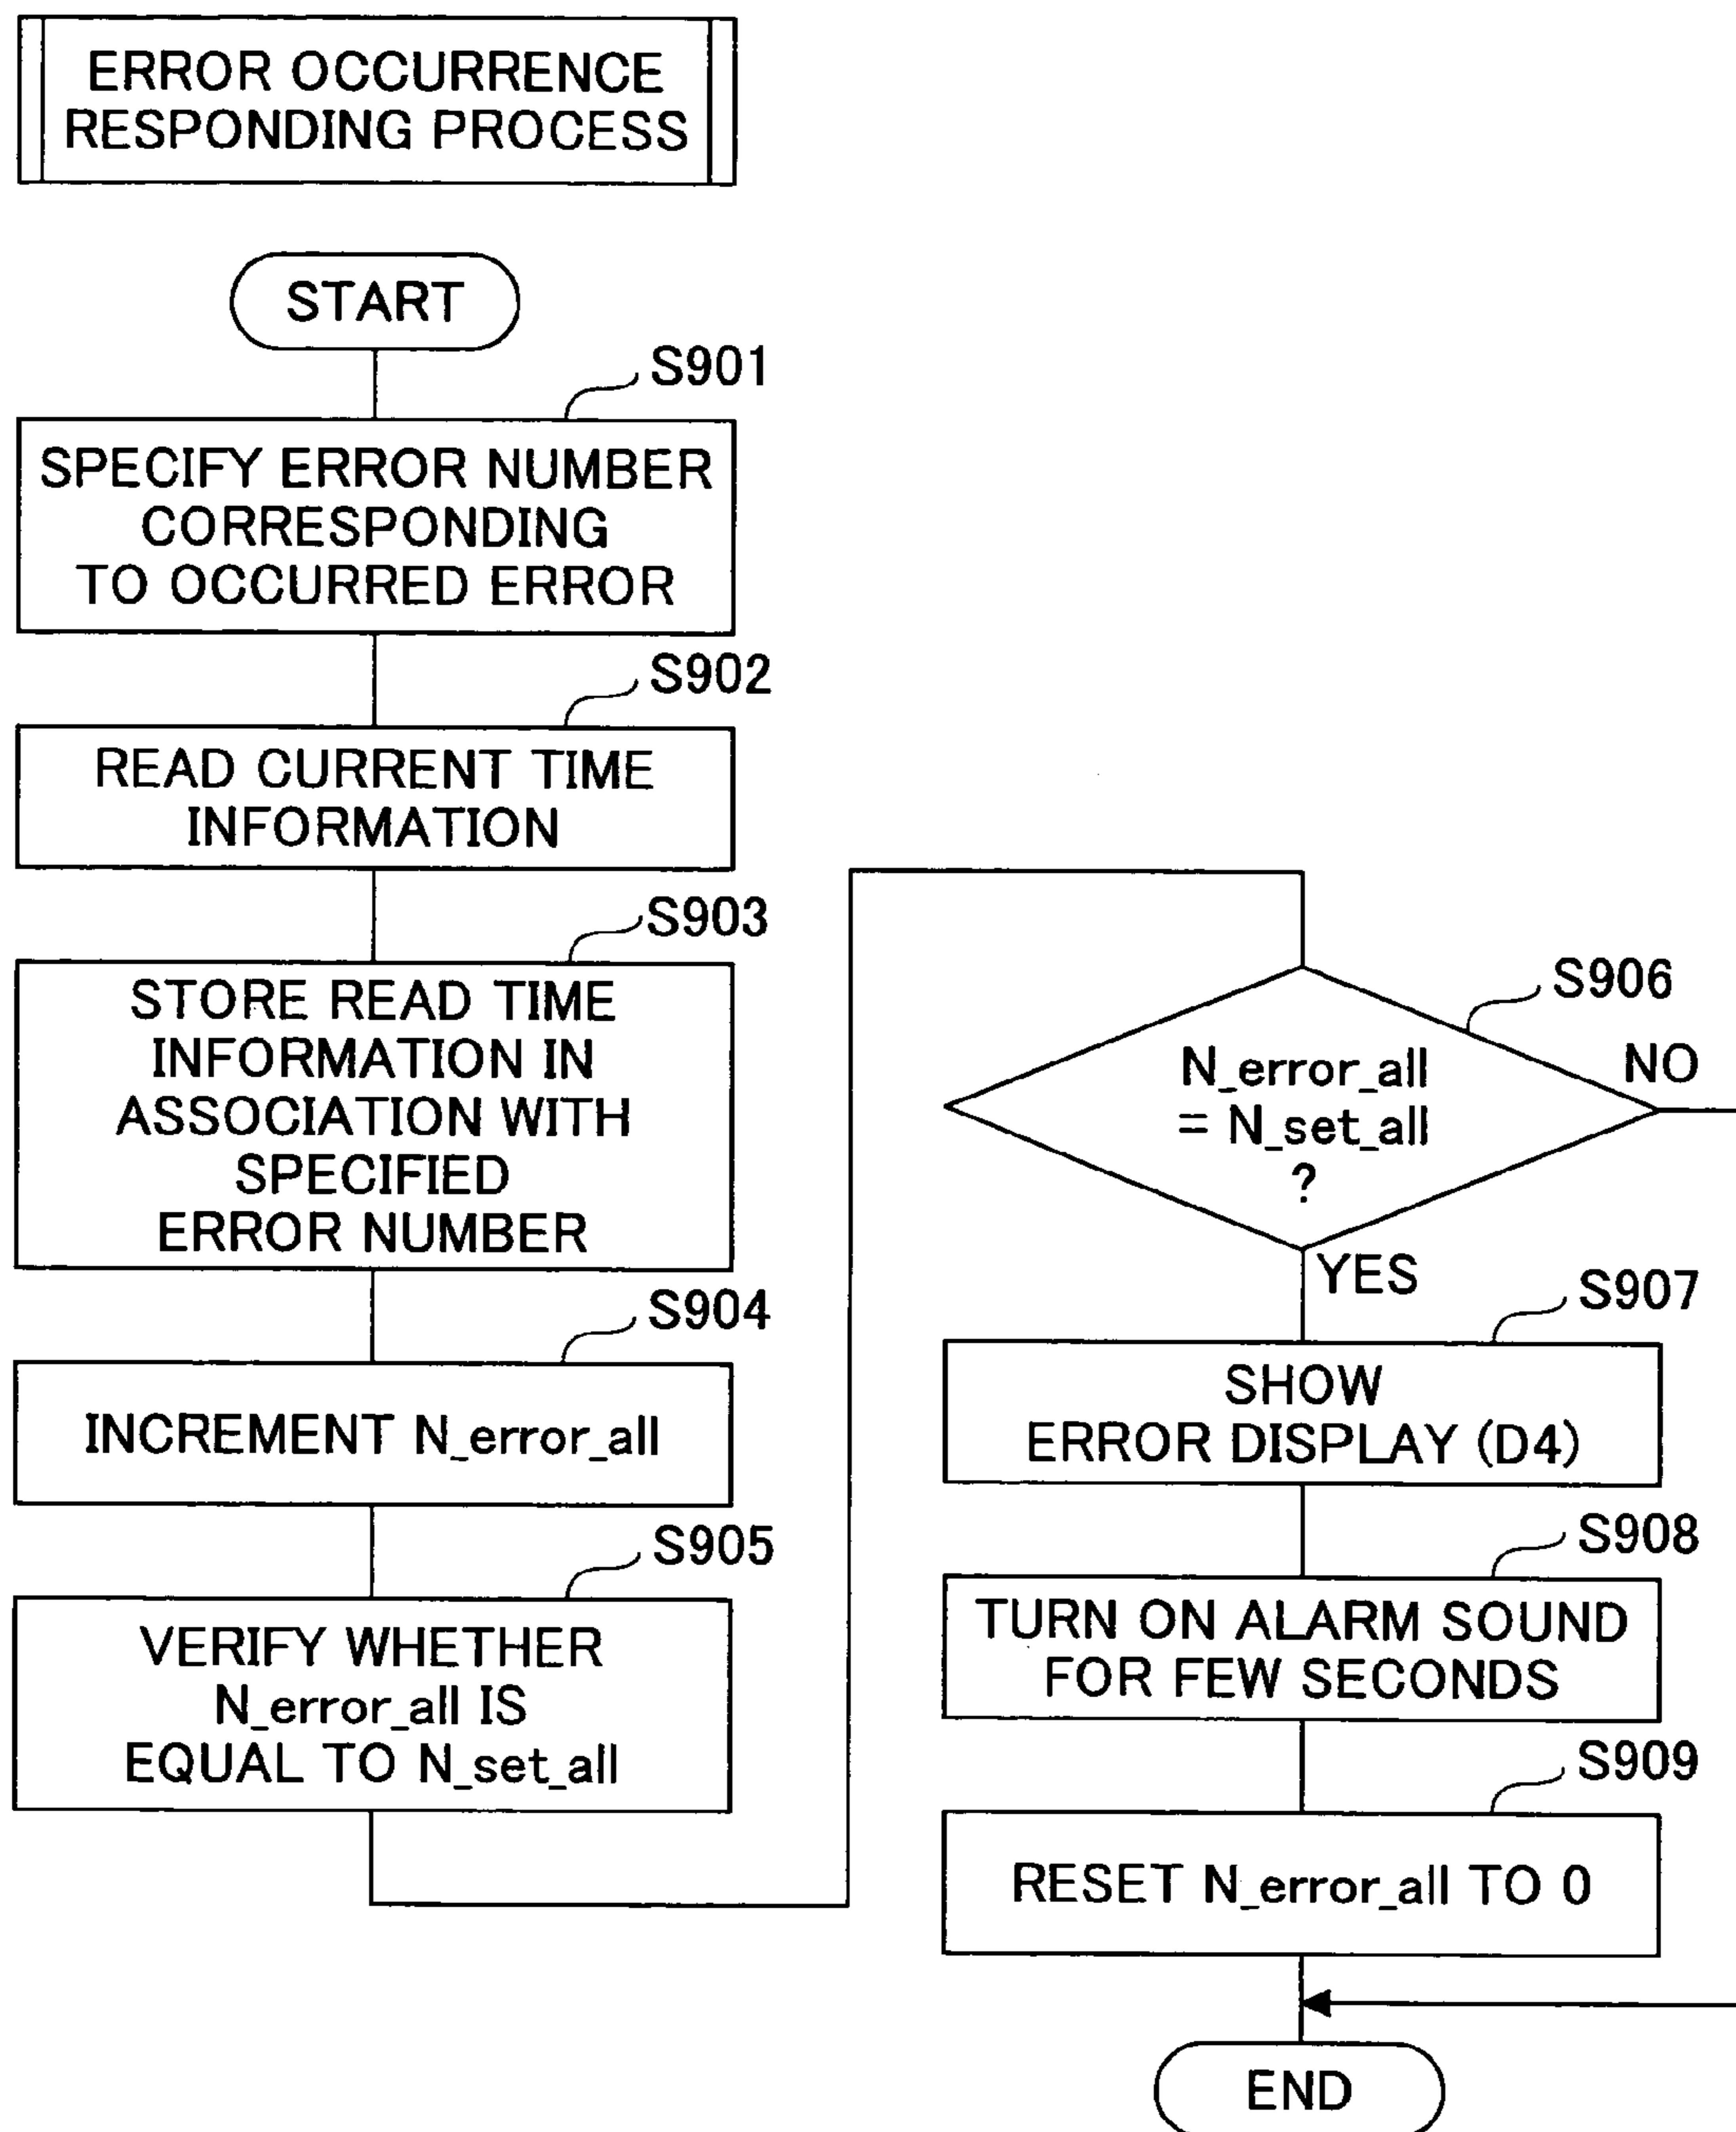 ERROR OCCURRENCE
RESPONDING PROCESS
START
S901
SPECIFY ERROR NUMBER
CORRESPONDING
TO OCCURRED ERROR
S902
READ CURRENT TIME
INFORMATION
S903
STORE READ TIME
INFORMATION IN
ASSOCIATION WITH
SPECIFIED
ERROR NUMBER
S904
INCREMENT N_error_all
S905
VERIFY WHETHER
N_error_all IS
EQUAL TO N_set_all
S906
N_error_all
= N_set_all
?
NO
YES
S907
SHOW
ERROR DISPLAY (D4)
S908
TURN ON ALARM SOUND
FOR FEW SECONDS
S909
RESET N_error_all TO 0
END